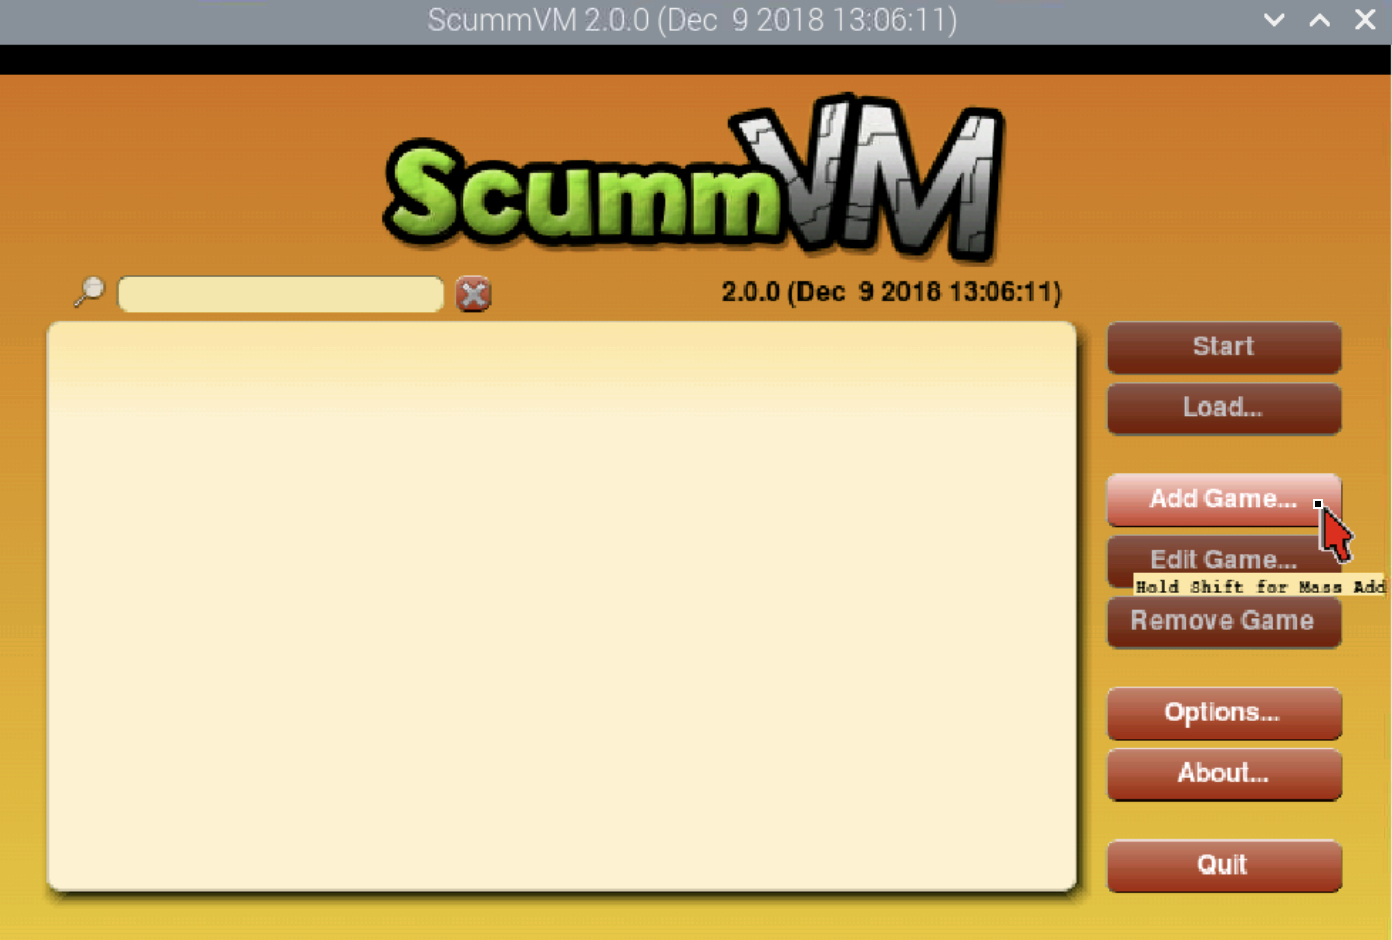 ScummVM 2.0.0 (Dec  9 2018 13:06:11)
ScummVM
2.0.0 (Dec  9 2018 13:06:11)
Start
Load...
Add Game...
Edit Game...
Hold Shift for Mass Add
Remove Game
Options...
About...
Quit